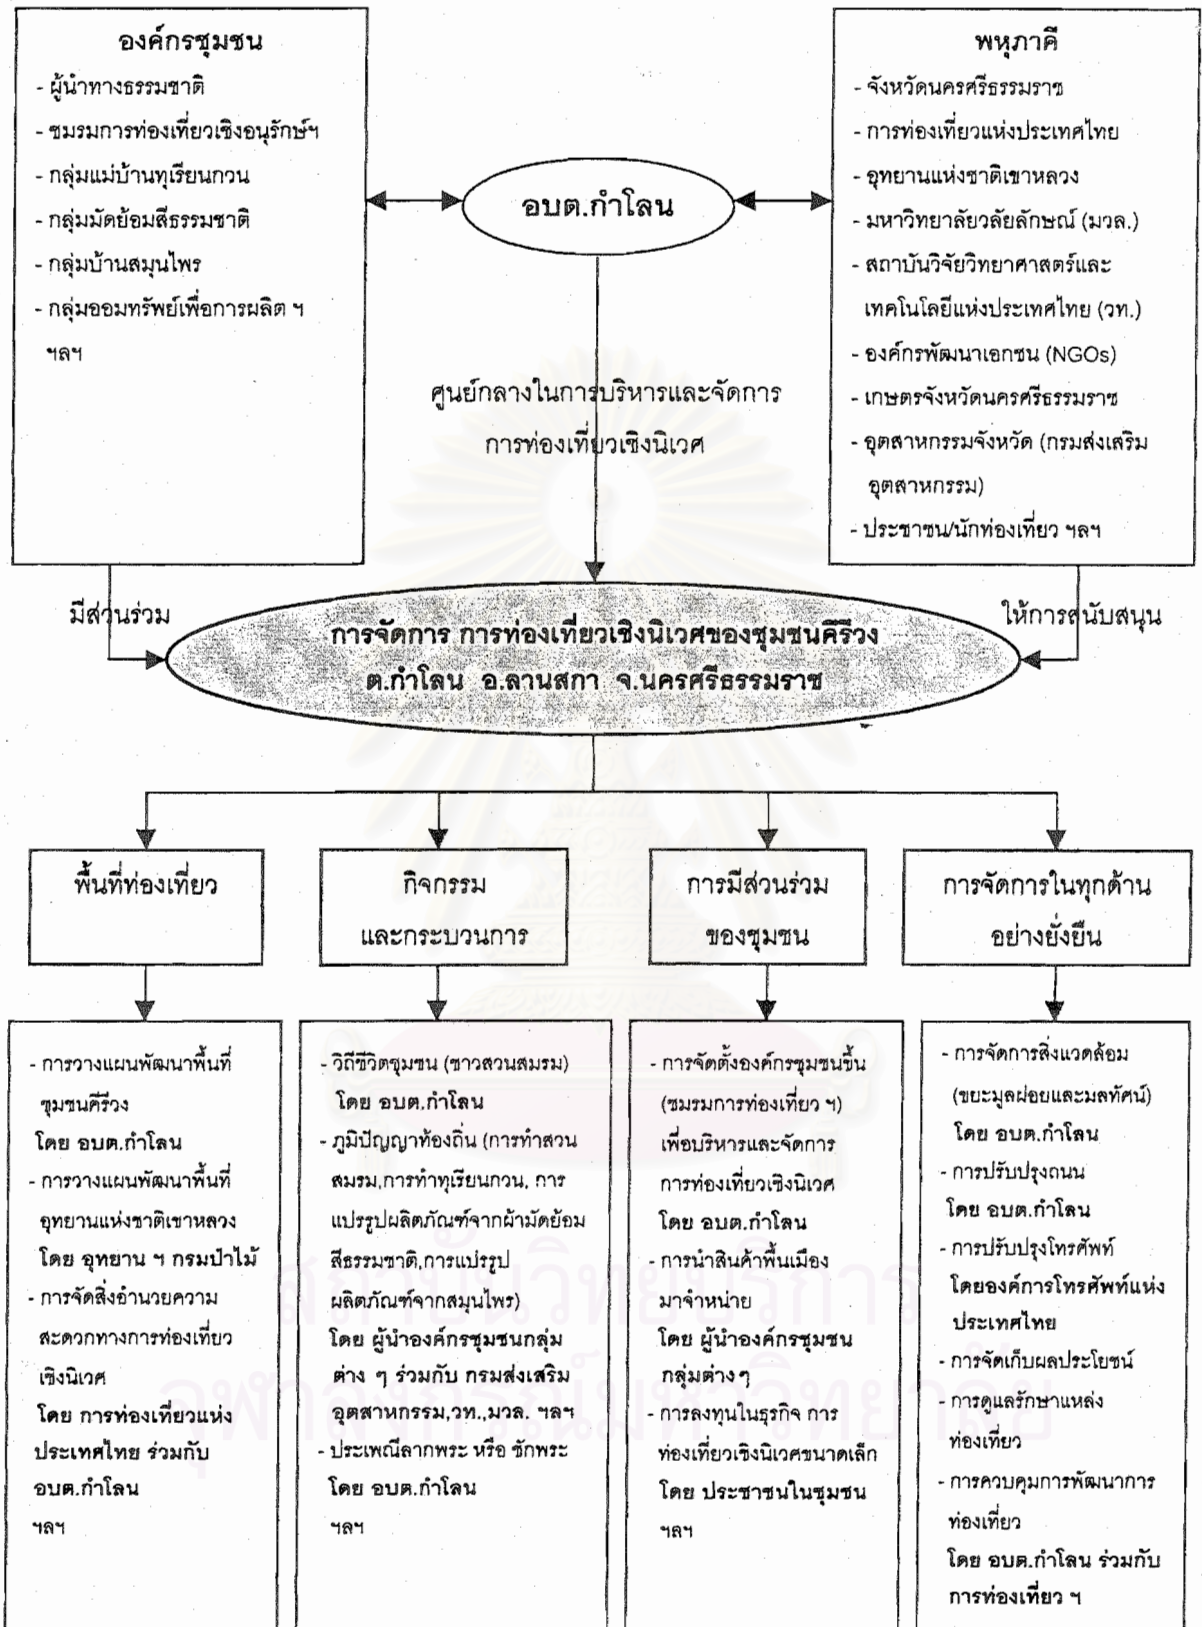 องค์กรชุมชน
- ผู้นำทางธรรมชาติ
- ชมรมการท่องเที่ยวเชิงอนุรักษ์ฯ
- กลุ่มแม่บ้านทุเรียนกวน
- กลุ่มมัดย้อมสีธรรมชาติ
- กลุ่มบ้านสมุนไพร
- กลุ่มออมทรัพย์เพื่อการผลิต ฯ
ฯลฯ
อบต.กำโลน
พหุภาคี
- จังหวัดนครศรีธรรมราช
- การท่องเที่ยวแห่งประเทศไทย
- อุทยานแห่งชาติเขาหลวง
- มหาวิทยาลัยวลัยลักษณ์ (มวล.)
- สถาบันวิจัยวิทยาศาสตร์และ
เทคโนโลยีแห่งประเทศไทย (วท.)
- องค์กรพัฒนาเอกชน (NGOs)
- เกษตรจังหวัดนครศรีธรรมราช
- อุตสาหกรรมจังหวัด (กรมส่งเสริม
อุตสาหกรรม)
- ประชาชน/นักท่องเที่ยว ฯลฯ
ศูนย์กลางในการบริหารและจัดการ
การท่องเที่ยวเชิงนิเวศ
มีส่วนร่วม
ให้การสนับสนุน
การจัดการ การท่องเที่ยวเชิงนิเวศของชุมชนคีรีวง
ต.กำโลน อ.ลานสกา จ.นครศรีธรรมราช
พื้นที่ท่องเที่ยว
กิจกรรม
และกระบวนการ
การมีส่วนร่วม
ของชุมชน
การจัดการในทุกด้าน
อย่างยั่งยืน
- การวางแผนพัฒนาพื้นที่
ชุมชนคีรีวง
โดย อบต.กำโลน
- การวางแผนพัฒนาพื้นที่
อุทยานแห่งชาติเขาหลวง
โดย อุทยาน ฯ กรมป่าไม้
- การจัดสิ่งอำนวยความ
สะดวกทางการท่องเที่ยว
เชิงนิเวศ
โดย การท่องเที่ยวแห่ง
ประเทศไทย ร่วมกับ
อบต.กำโลน
ฯลฯ
- วิถีชีวิตชุมชน (ชาวสวนสมรม)
โดย อบต.กำโลน
- ภูมิปัญญาท้องถิ่น (การทำสวน
สมรม,การทำทุเรียนกวน, การ
แปรรูปผลิตภัณฑ์จากผ้ามัดย้อม
สีธรรมชาติ,การแปรรูป
ผลิตภัณฑ์จากสมุนไพร)
โดย ผู้นำองค์กรชุมชนกลุ่ม
ต่าง ๆ ร่วมกับ กรมส่งเสริม
อุตสาหกรรม,วท.,มวล. ฯลฯ
- ประเพณีลากพระ หรือ ชักพระ
โดย อบต.กำโลน
ฯลฯ
- การจัดตั้งองค์กรชุมชนขึ้น
(ชมรมการท่องเที่ยว ฯ)
เพื่อบริหารและจัดการ
การท่องเที่ยวเชิงนิเวศ
โดย อบต.กำโลน
- การนำสินค้าพื้นเมือง
มาจำหน่าย
โดย ผู้นำองค์กรชุมชน
กลุ่มต่างๆ
- การลงทุนในธุรกิจ การ
ท่องเที่ยวเชิงนิเวศขนาดเล็ก
โดย ประชาชนในชุมชน
ฯลฯ
- การจัดการสิ่งแวดล้อม
(ขยะมูลฝอยและมลทัศน์)
โดย อบต.กำโลน
- การปรับปรุงถนน
โดย อบต.กำโลน
- การปรับปรุงโทรศัพท์
โดยองค์การโทรศัพท์แห่ง
ประเทศไทย
- การจัดเก็บผลประโยชน์
- การดูแลรักษาแหล่ง
ท่องเที่ยว
- การควบคุมการพัฒนาการ
ท่องเที่ยว
โดย อบต.กำโลน ร่วมกับ
การท่องเที่ยว ฯ
สถาบันวิทยบริการ
จุฬาลงกรณ์มหาวิทยาลัย